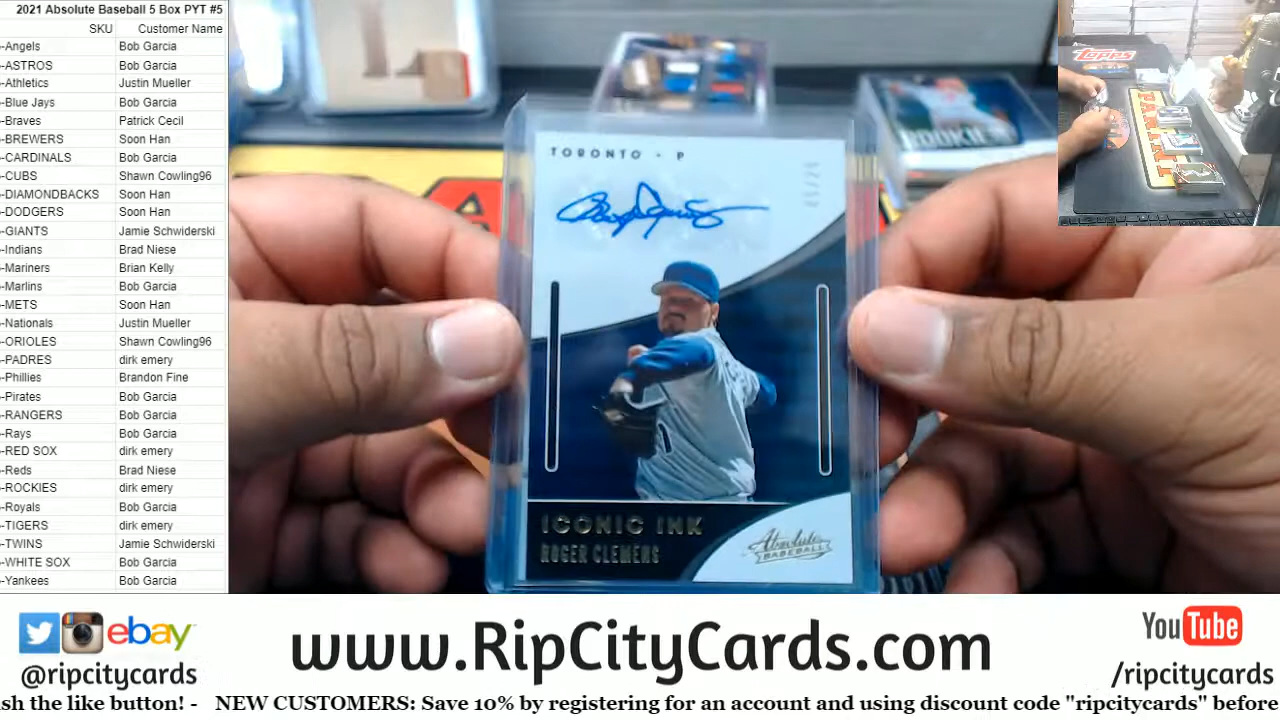 2021 Absolute Baseball 5 Box PYT #5
SKU Customer Name
-Angels Bob Garcia
-ASTROS Bob Garcia
-Athletics Justin Mueller
-Blue Jays Bob Garcia
-Braves Patrick Cecil
-BREWERS Soon Han
-CARDINALS Bob Garcia
-CUBS Shawn Cowling96
-DIAMONDBACKS Soon Han
-DODGERS Soon Han
-GIANTS Jamie Schwiderski
-Indians Brad Niese
-Mariners Brian Kelly
-Marlins Bob Garcia
-METS Soon Han
-Nationals Justin Mueller
-ORIOLES Shawn Cowling96
-PADRES dirk emery
-Phillies Brandon Fine
-Pirates Bob Garcia
-RANGERS Bob Garcia
-Rays Bob Garcia
-RED SOX dirk emery
-Reds Brad Niese
-ROCKIES dirk emery
-Royals Bob Garcia
-TIGERS dirk emery
-TWINS Jamie Schwiderski
-WHITE SOX Bob Garcia
-Yankees Bob Garcia
TORONTO - P
ICONIC INK
ROGER CLEMENS
Absolute
BASEBALL
ROOKIES
Topps
PANINI
ebay
@ripcitycards
www.RipCityCards.com
YouTube
/ripcitycards
sh the like button! - NEW CUSTOMERS: Save 10% by registering for an account and using discount code "ripcitycards" before